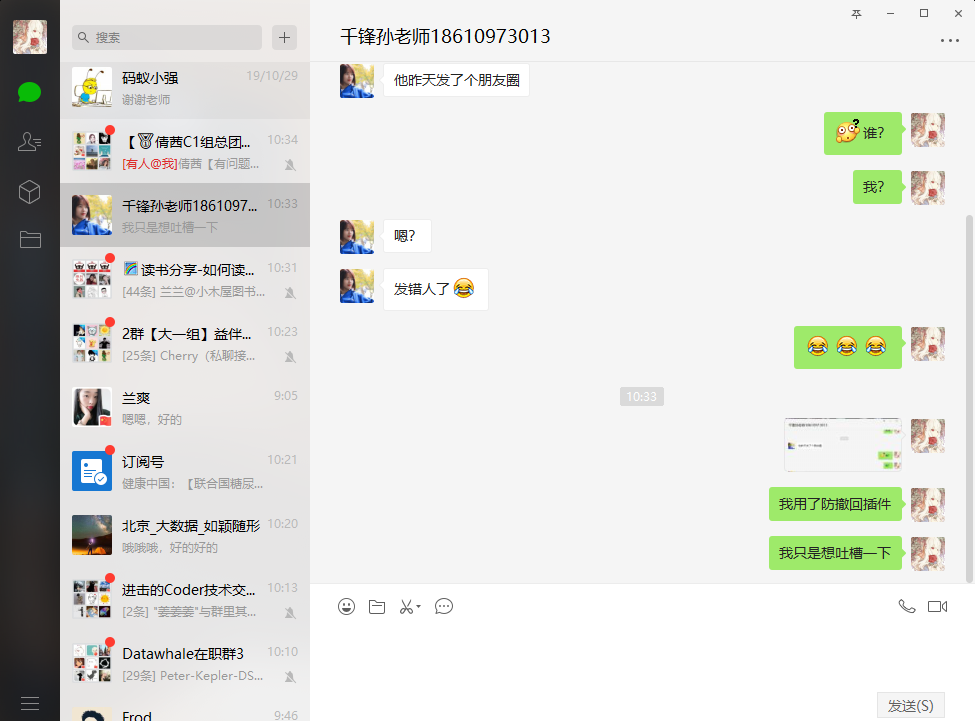 搜索
码蚁小强
19/10/29
谢谢老师
【🏅倩茜C1组总团...
10:34
[有人@我]倩茜【有问题...
千锋孙老师1861097...
10:33
我只是想吐槽一下
读书分享-如何读...
10:31
[44条] 兰兰@小木屋图书...
2群【大一组】益伴...
10:23
[25条] Cherry（私聊接...
兰爽
9:05
嗯嗯，好的
订阅号
10:21
健康中国：【联合国糖尿...
北京_大数据_如颖随形
10:20
哦哦哦，好的好的
进击的Coder技术交...
10:13
[2条] "姜姜姜"与群里其...
Datawhale在职群3
10:10
[29条] Peter-Kepler-DS...
Frod
9:46
千锋孙老师18610973013
他昨天发了个朋友圈
谁?
我?
嗯?
发错人了😂
😂😂😂
10:33
我用了防撤回插件
我只是想吐槽一下
发送(S)